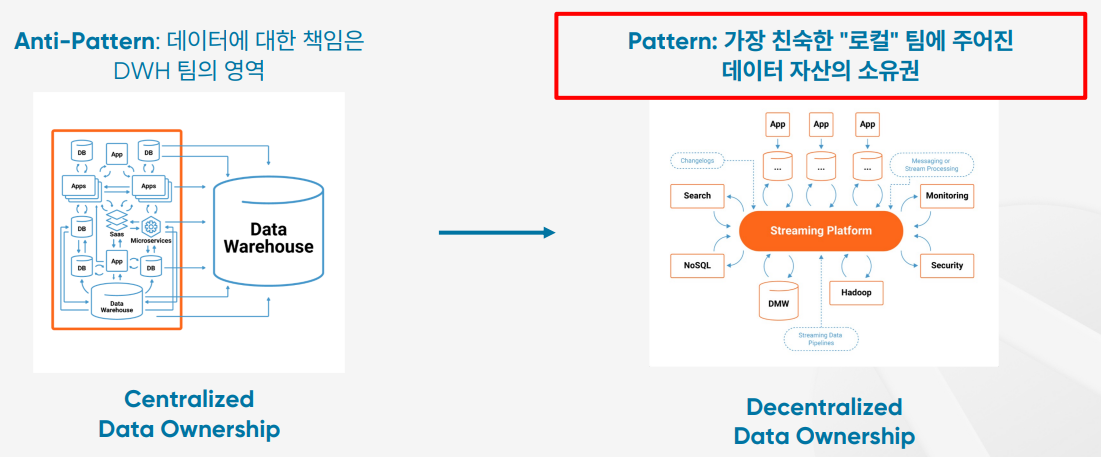 Anti-Pattern: 데이터에 대한 책임은
DWH 팀의 영역
DB
App
DB
Apps
Apps
DB
Saas
Microservices
DB
App
DB
Data
Warehouse
Data
Warehouse
Centralized
Data Ownership
Pattern: 가장 친숙한 "로컬" 팀에 주어진
데이터 자산의 소유권
App
App
App
Changelogs
...
...
...
Messaging or
Stream Processing
Search
Monitoring
Streaming Platform
NoSQL
Security
DMW
Hadoop
Streaming Data
Pipelines
Decentralized
Data Ownership